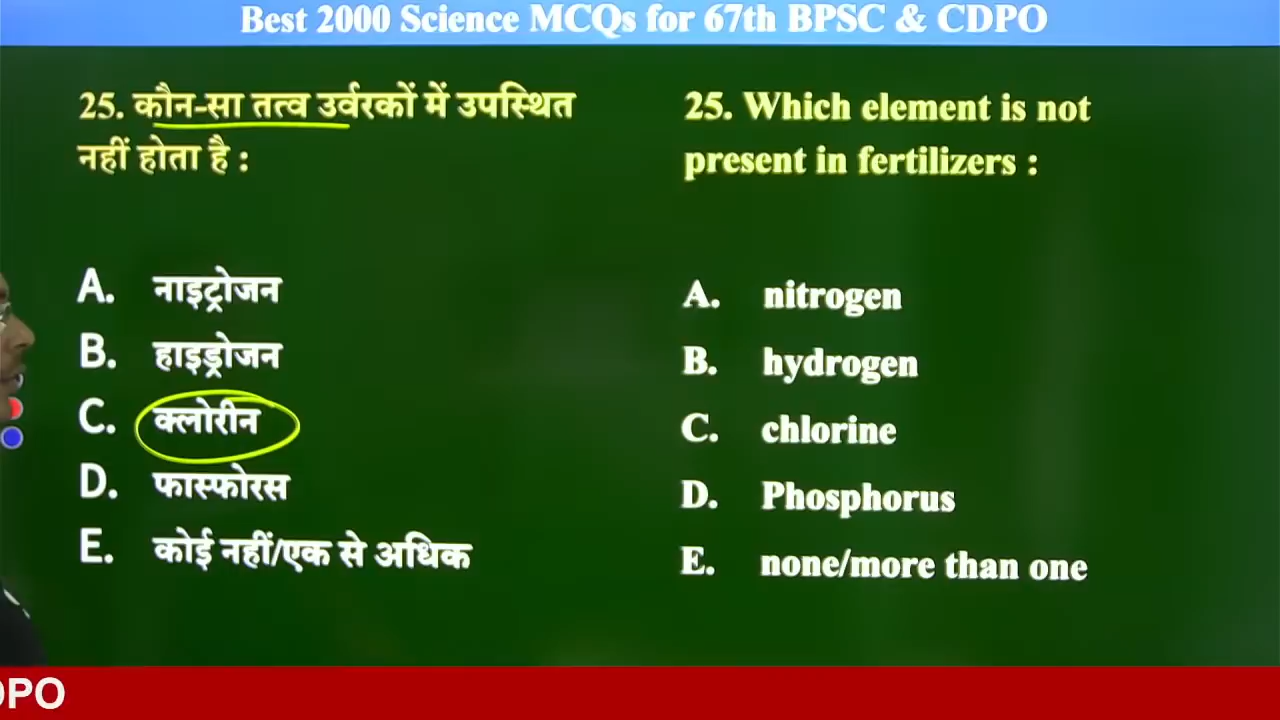 Best 2000 Science MCQs for 67th BPSC & CDPO
25. कौन-सा तत्व उर्वरकों में उपस्थित
नहीं होता है :
A. नाइट्रोजन
B. हाइड्रोजन
C. क्लोरीन
D. फास्फोरस
E. कोई नहीं/एक से अधिक
25. Which element is not
present in fertilizers :
A. nitrogen
B. hydrogen
C. chlorine
D. Phosphorus
E. none/more than one